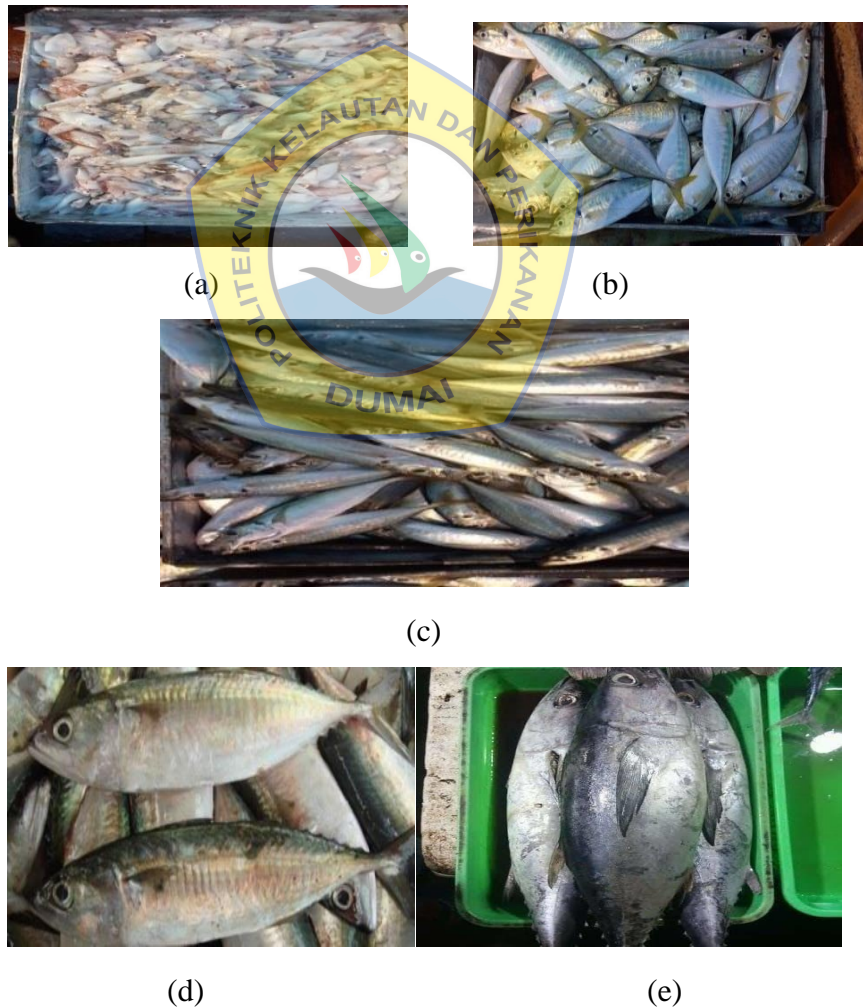 POLITEKNIK KELAUTAN DAN PERIKANAN
DUMAI
(a)
(b)
(c)
(d)
(e)